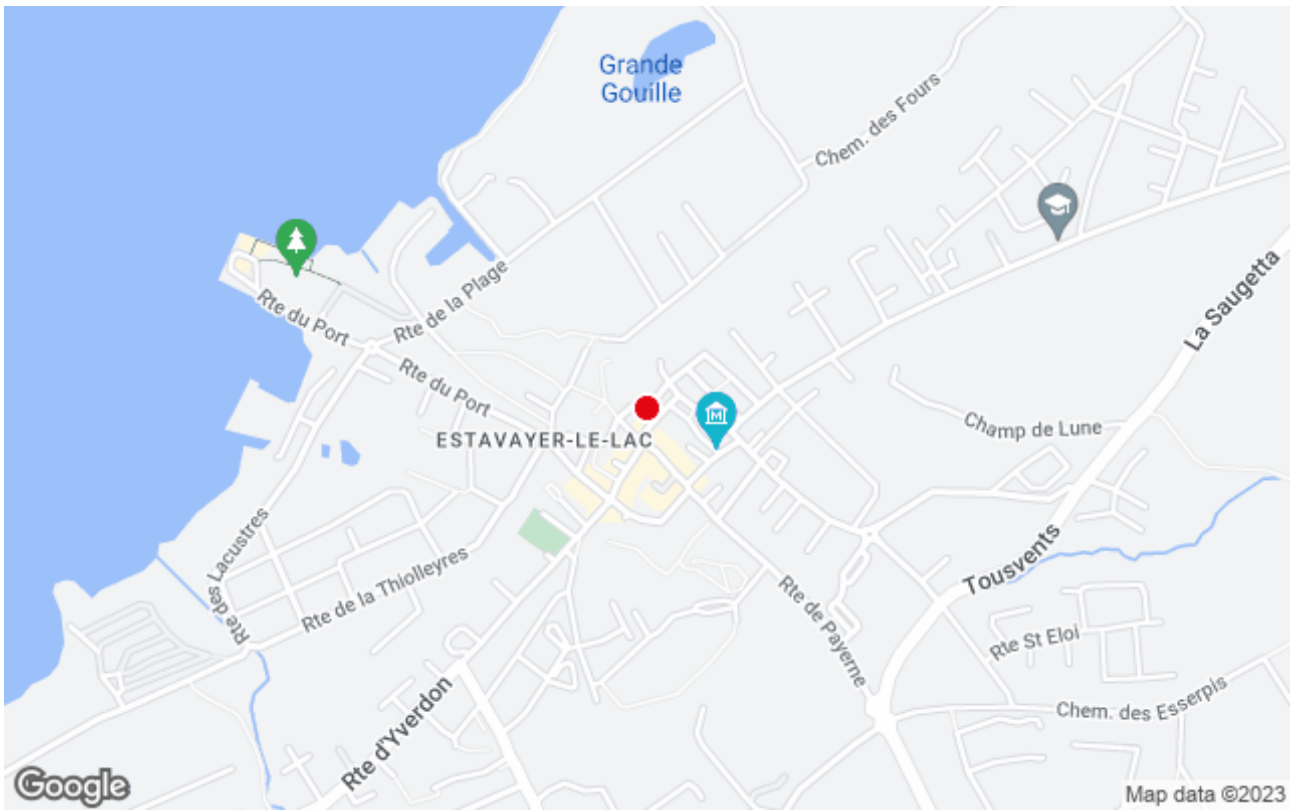 Grande
Gouille
Chem. des Fours
La Saugetta
Rte de la Plage
Rte du Port
Rte du Port
Champ de Lune
ESTAVAYER-LE-LAC
Rte des Lacustres
Rte de la Thiolleyres
Tousvents
Rte de Payerne
Rte St Eloi
Chem. des Esserpis
Rte d'Yverdon
M
Google
Map data ©2023